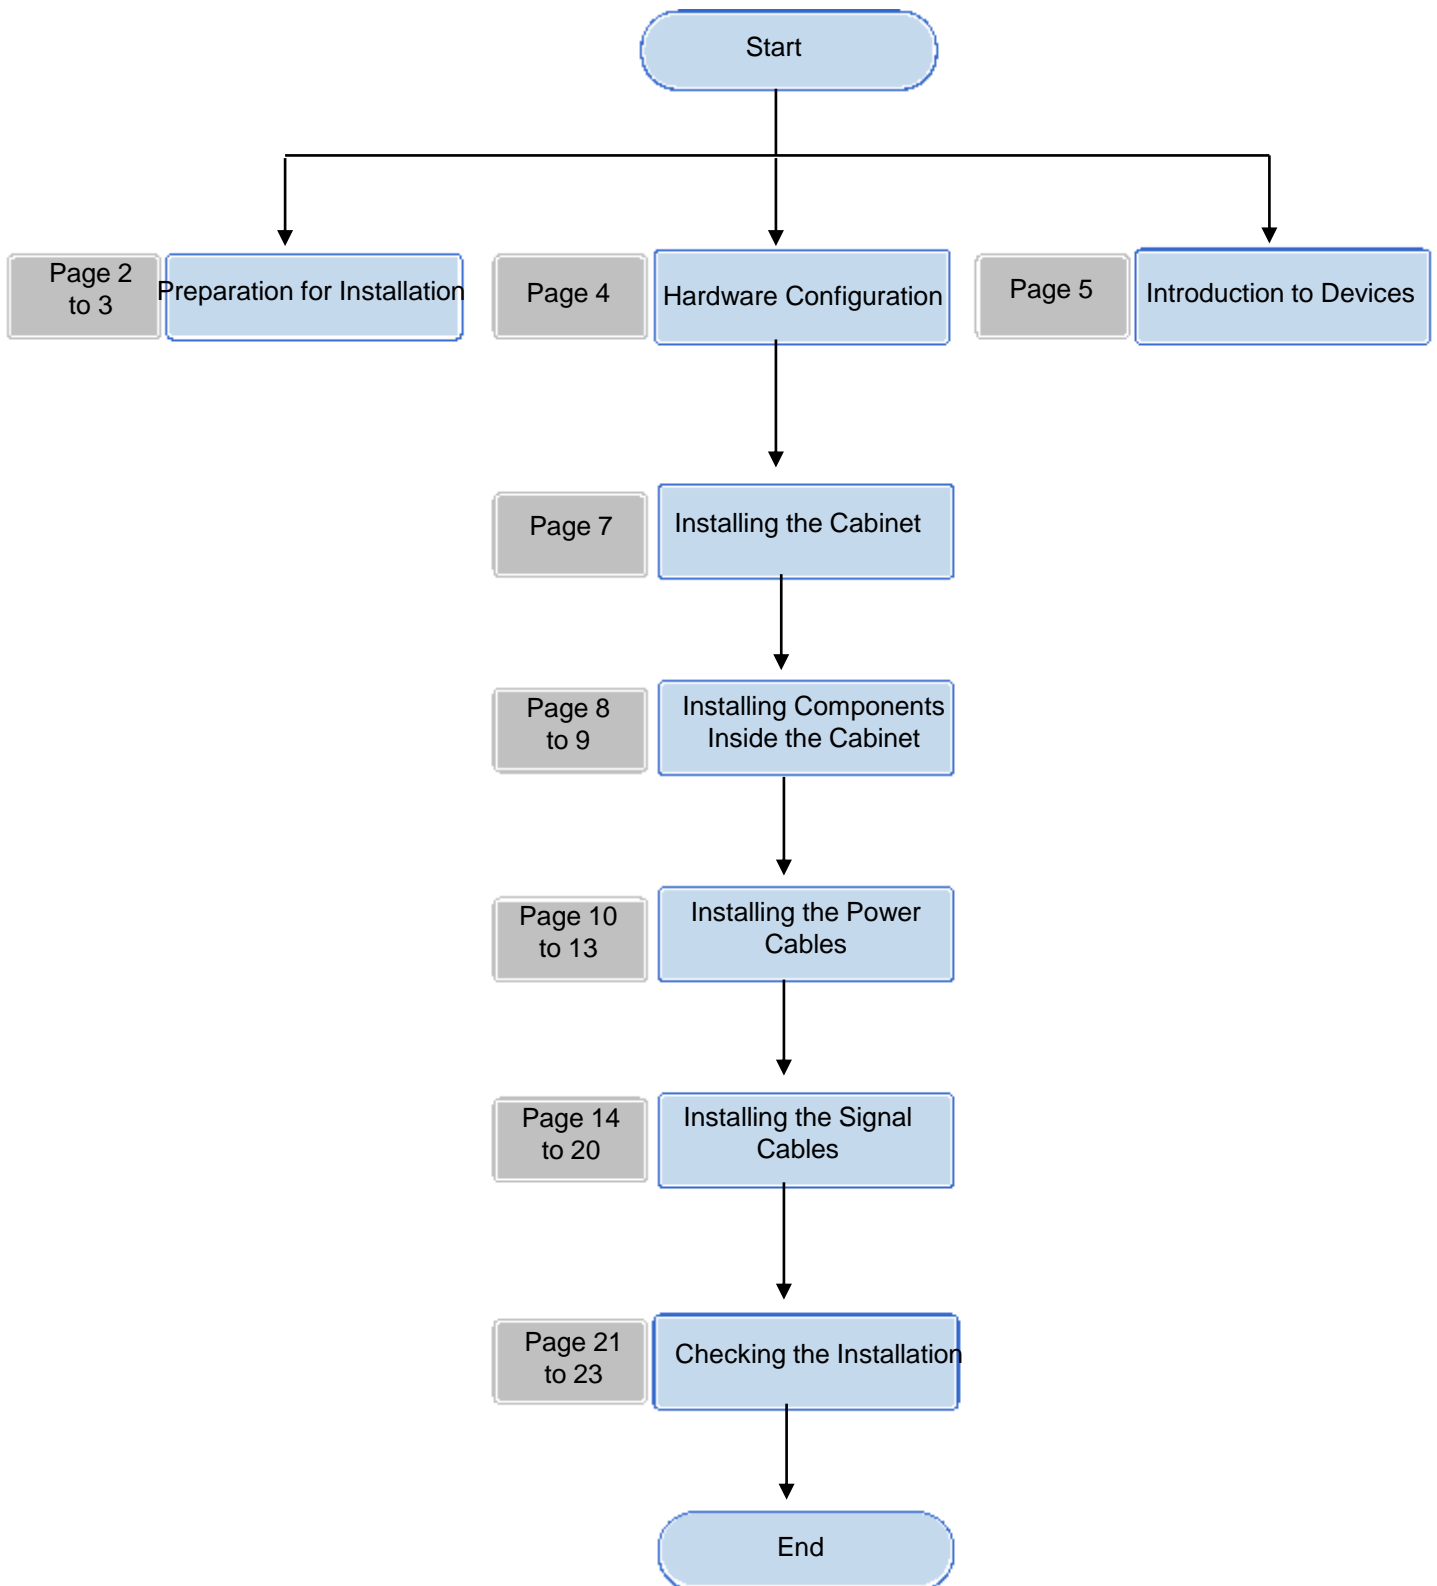 Start
Page 2
to 3
Preparation for Installation
Page 4
Hardware Configuration
Page 5
Introduction to Devices
Page 7
Installing the Cabinet
Page 8
to 9
Installing Components
Inside the Cabinet
Page 10
to 13
Installing the Power
Cables
Page 14
to 20
Installing the Signal
Cables
Page 21
to 23
Checking the Installation
End